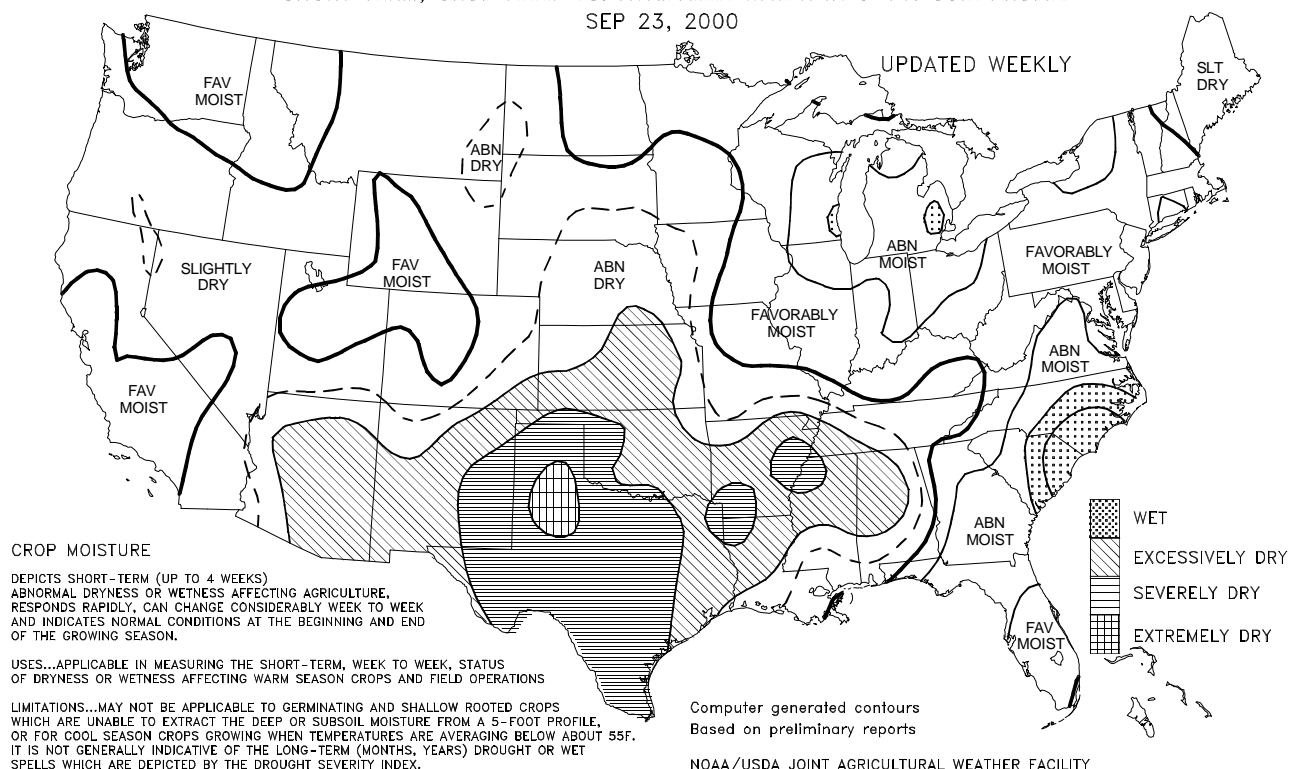 SEP 23, 2000
UPDATED WEEKLY
SLT
DRY
FAV
MOIST
ABN
DRY
SLIGHTLY
DRY
FAV
MOIST
ABN
DRY
ABN
MOIST
FAVORABLY
MOIST
FAVORABLY
MOIST
ABN
MOIST
FAV
MOIST
ABN
MOIST
FAV
MOIST
WET
EXCESSIVELY DRY
SEVERELY DRY
EXTREMELY DRY
CROP MOISTURE
DEPICTS SHORT-TERM (UP TO 4 WEEKS)
ABNORMAL DRYNESS OR WETNESS AFFECTING AGRICULTURE,
RESPONDS RAPIDLY, CAN CHANGE CONSIDERABLY WEEK TO WEEK
AND INDICATES NORMAL CONDITIONS AT THE BEGINNING AND END
OF THE GROWING SEASON.
USES...APPLICABLE IN MEASURING THE SHORT-TERM, WEEK TO WEEK, STATUS
OF DRYNESS OR WETNESS AFFECTING WARM SEASON CROPS AND FIELD OPERATIONS
LIMITATIONS...MAY NOT BE APPLICABLE TO GERMINATING AND SHALLOW ROOTED CROPS
WHICH ARE UNABLE TO EXTRACT THE DEEP OR SUBSOIL MOISTURE FROM A 5-FOOT PROFILE,
OR FOR COOL SEASON CROPS GROWING WHEN TEMPERATURES ARE AVERAGING BELOW ABOUT 55F.
IT IS NOT GENERALLY INDICATIVE OF THE LONG-TERM (MONTHS, YEARS) DROUGHT OR WET
SPELLS WHICH ARE DEPICTED BY THE DROUGHT SEVERITY INDEX.
Computer generated contours
Based on preliminary reports
NOAA/USDA JOINT AGRICULTURAL WEATHER FACILITY